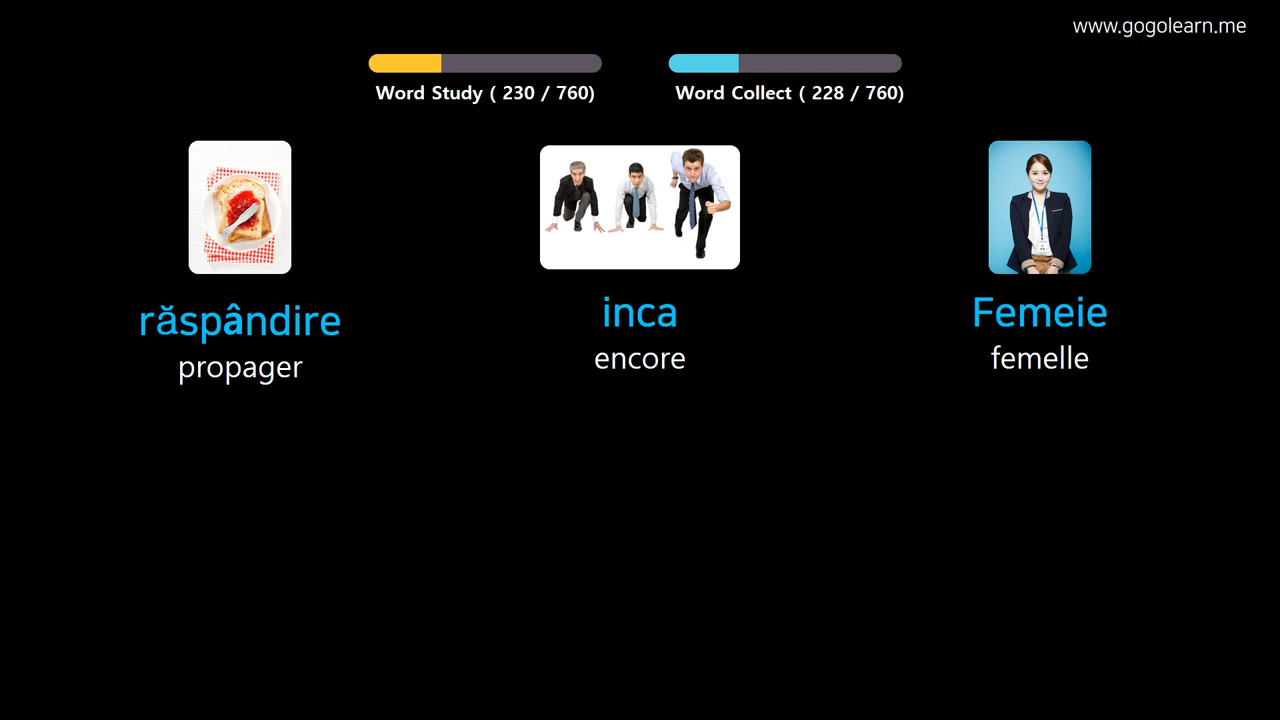 www.gogolearn.me
Word Study ( 230 / 760)
Word Collect ( 228 / 760)
răspândire
propager
inca
encore
Femeie
femelle